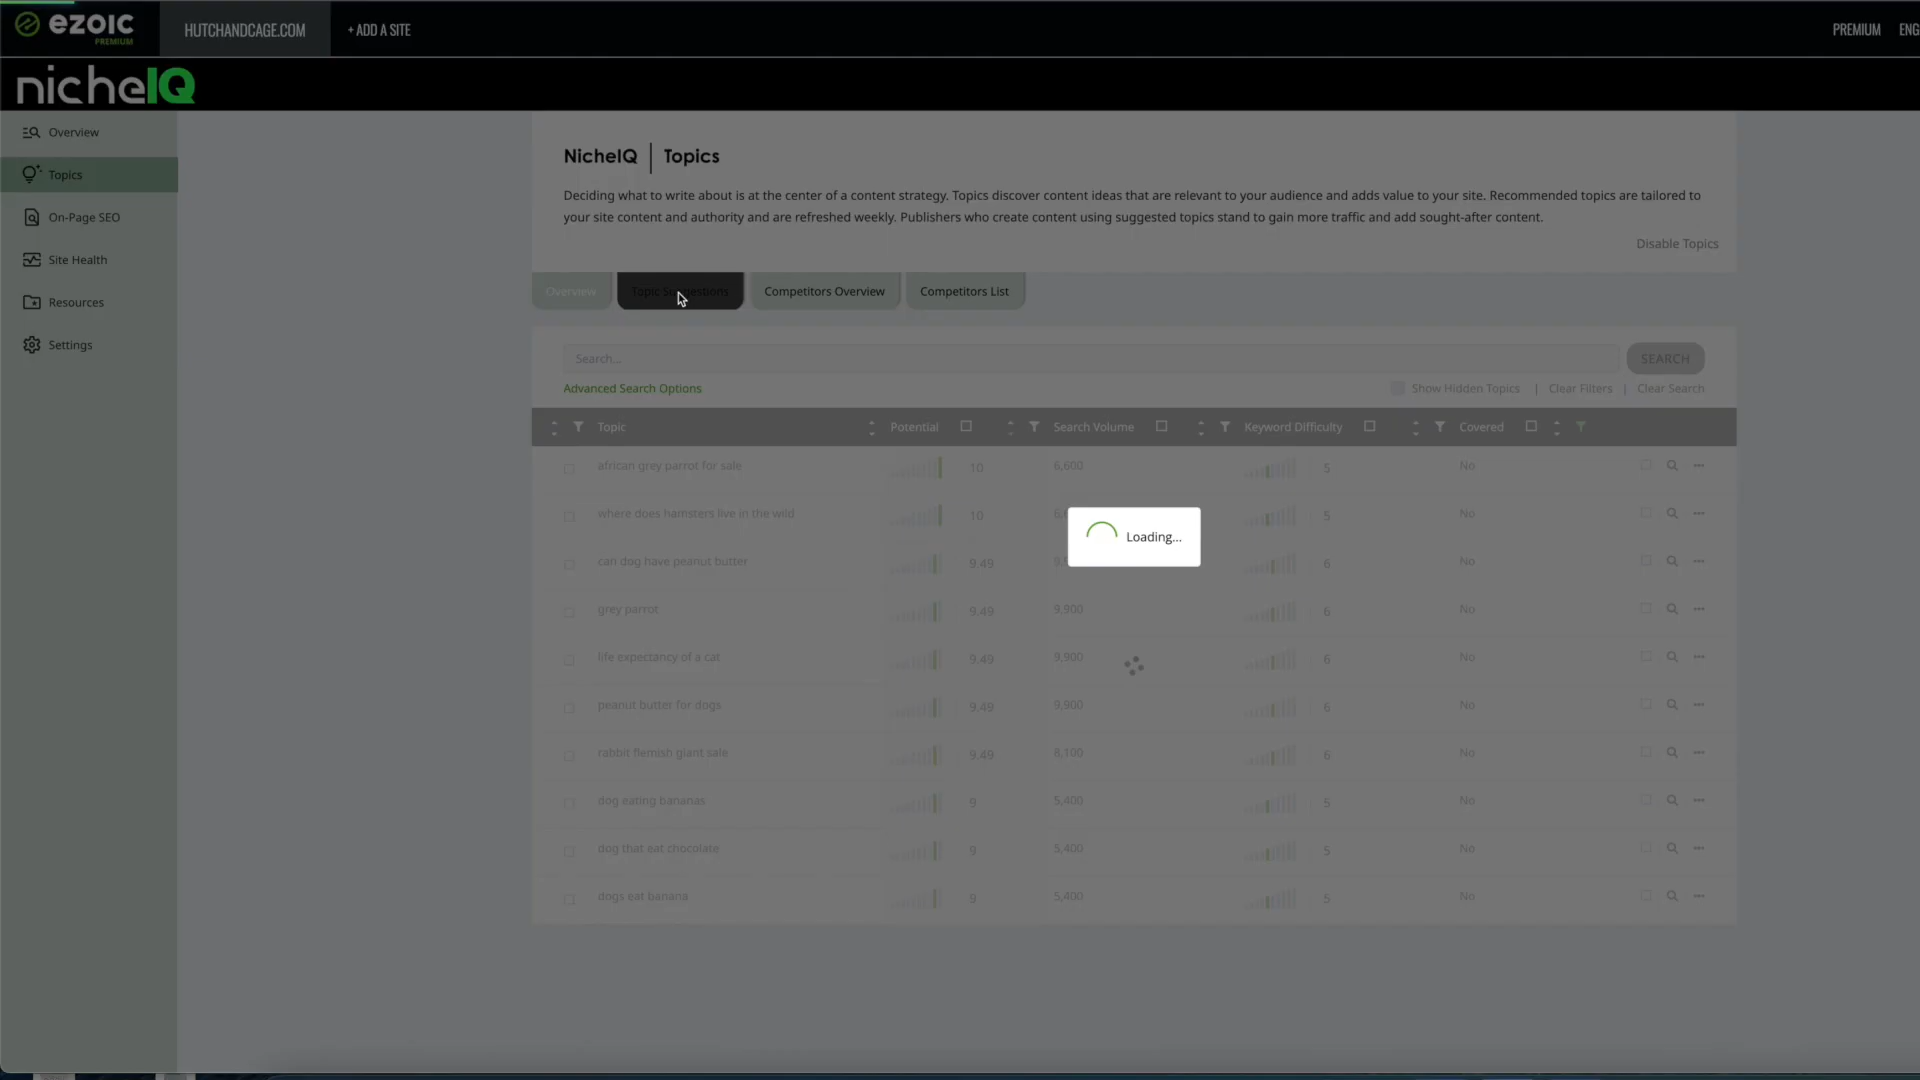 ezoic
PREMIUM
HUTCHANDCAGE.COM
+ ADD A SITE
PREMIUM
nicheIQ
Overview
Topics
On-Page SEO
Site Health
Resources
Settings
NicheIQ | Topics
Deciding what to write about is at the center of a content strategy. Topics discover content ideas that are relevant to your audience and adds value to your site. Recommended topics are tailored to
your site content and authority and are refreshed weekly. Publishers who create content using suggested topics stand to gain more traffic and add sought-after content.
Disable Topics
Overview
Topic Suggestions
Competitors Overview
Competitors List
Search...
SEARCH
Advanced Search Options
Show Hidden Topics | Clear Filters | Clear Search
Topic Potential Search Volume Keyword Difficulty Covered
african grey parrot for sale 10 6,600 5 No
where does hamsters live in the wild 10 5 No
Loading...
can dog have peanut butter 9.49 6 No
grey parrot 9.49 9,900 6 No
life expectancy of a cat 9.49 9,900 6 No
peanut butter for dogs 9.49 9,900 6 No
rabbit flemish giant sale 9.49 8,100 6 No
dog eating bananas 9 5,400 5 No
dog that eat chocolate 9 5,400 5 No
dogs eat banana 9 5,400 5 No